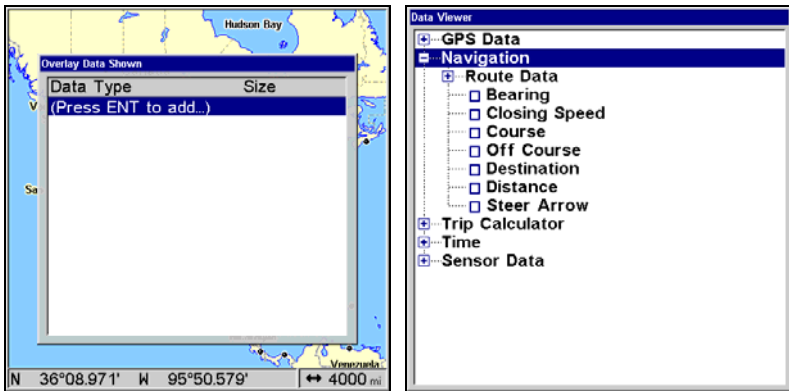 Hudson Bay
Overlay Data Shown
Data Type Size
(Press ENT to add...)
V
Sa
Venezuela
N 36°08.971' W 95°50.579' ↔ 4000 mi
Data Viewer
GPS Data
Navigation
Route Data
Bearing
Closing Speed
Course
Off Course
Destination
Distance
Steer Arrow
Trip Calculator
Time
Sensor Data